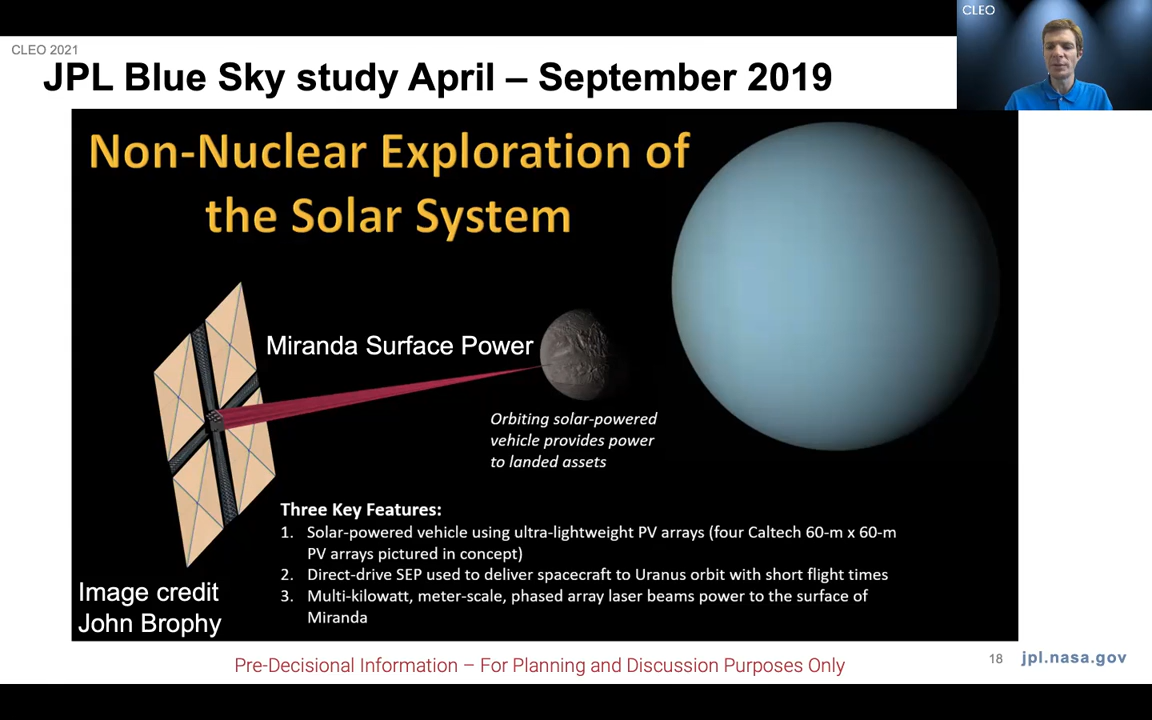 CLEO
CLEO 2021
JPL Blue Sky study April – September 2019
Non-Nuclear Exploration of
the Solar System
Miranda Surface Power
Orbiting solar-powered
vehicle provides power
to landed assets
Three Key Features:
1. Solar-powered vehicle using ultra-lightweight PV arrays (four Caltech 60-m x 60-m
PV arrays pictured in concept)
2. Direct-drive SEP used to deliver spacecraft to Uranus orbit with short flight times
3. Multi-kilowatt, meter-scale, phased array laser beams power to the surface of
Miranda
Image credit
John Brophy
Pre-Decisional Information – For Planning and Discussion Purposes Only
18 jpl.nasa.gov